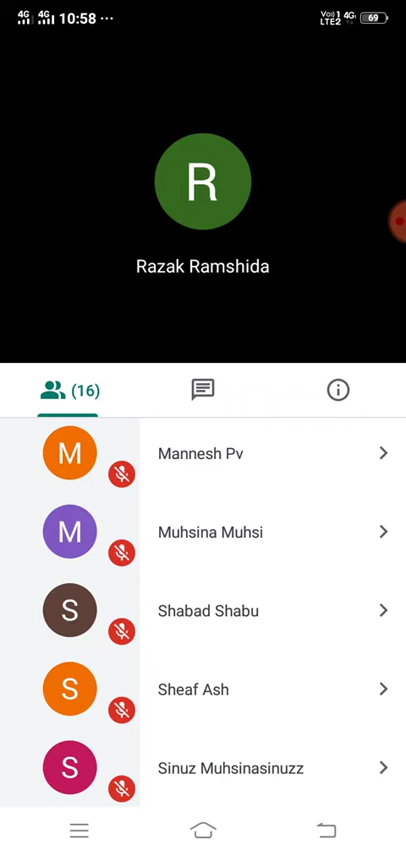 4G 4G 10:58 ...
Vo)) 1 4G
LTE2
69
R
Razak Ramshida
(16)
M
Mannesh Pv
M
Muhsina Muhsi
S
Shabad Shabu
S
Sheaf Ash
S
Sinuz Muhsinasinuzz